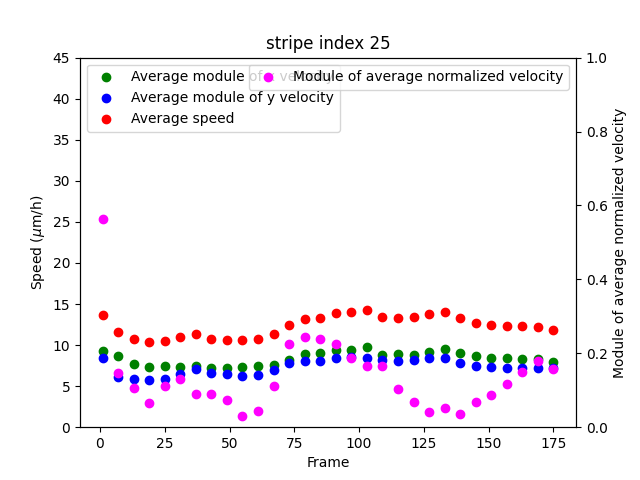 stripe index 25
Average module of x velocity
Average module of y velocity
Average speed
Module of average normalized velocity
Speed (μm/h)
45
40
35
30
25
20
15
10
5
0
Module of average normalized velocity
1.0
0.8
0.6
0.4
0.2
0.0
0 25 50 75 100 125 150 175
Frame